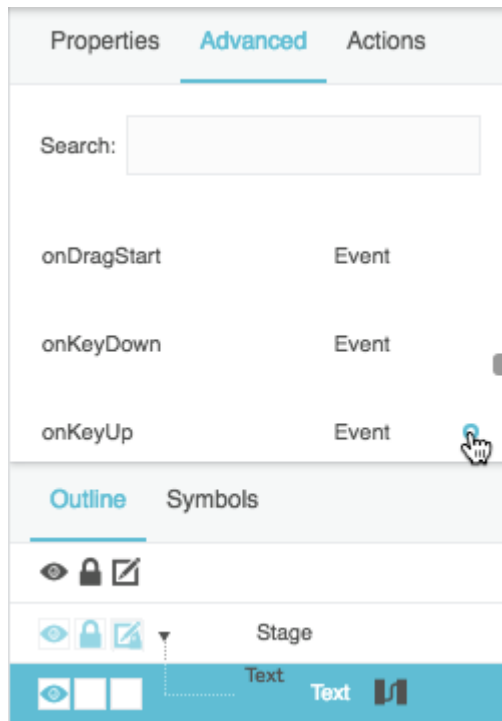 Properties Advanced Actions
Search:
onDragStart Event
onKeyDown Event
onKeyUp Event
Outline Symbols
Stage
Text
Text